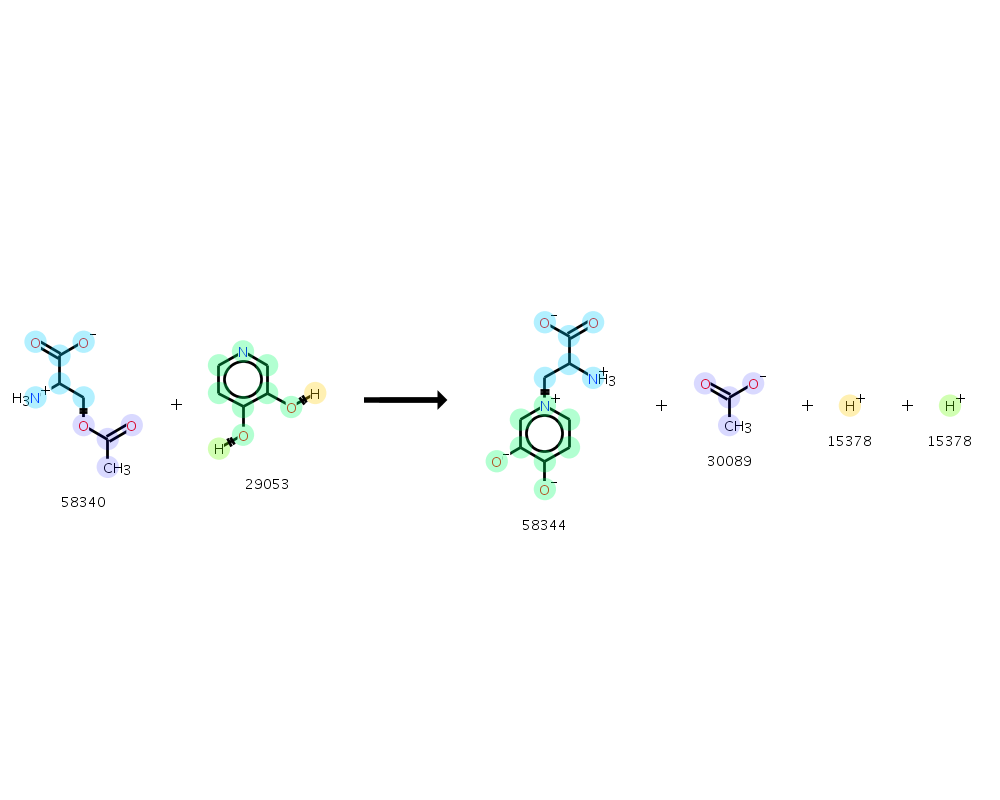 O O⁻
H₃N⁺ O O
CH₃
58340
+
N
O H
H O
29053
O⁻ O
NH₃⁺
N⁺
O⁻
O⁻
58344
+
O O⁻
CH₃
30089
+
H⁺
15378
+
H⁺
15378